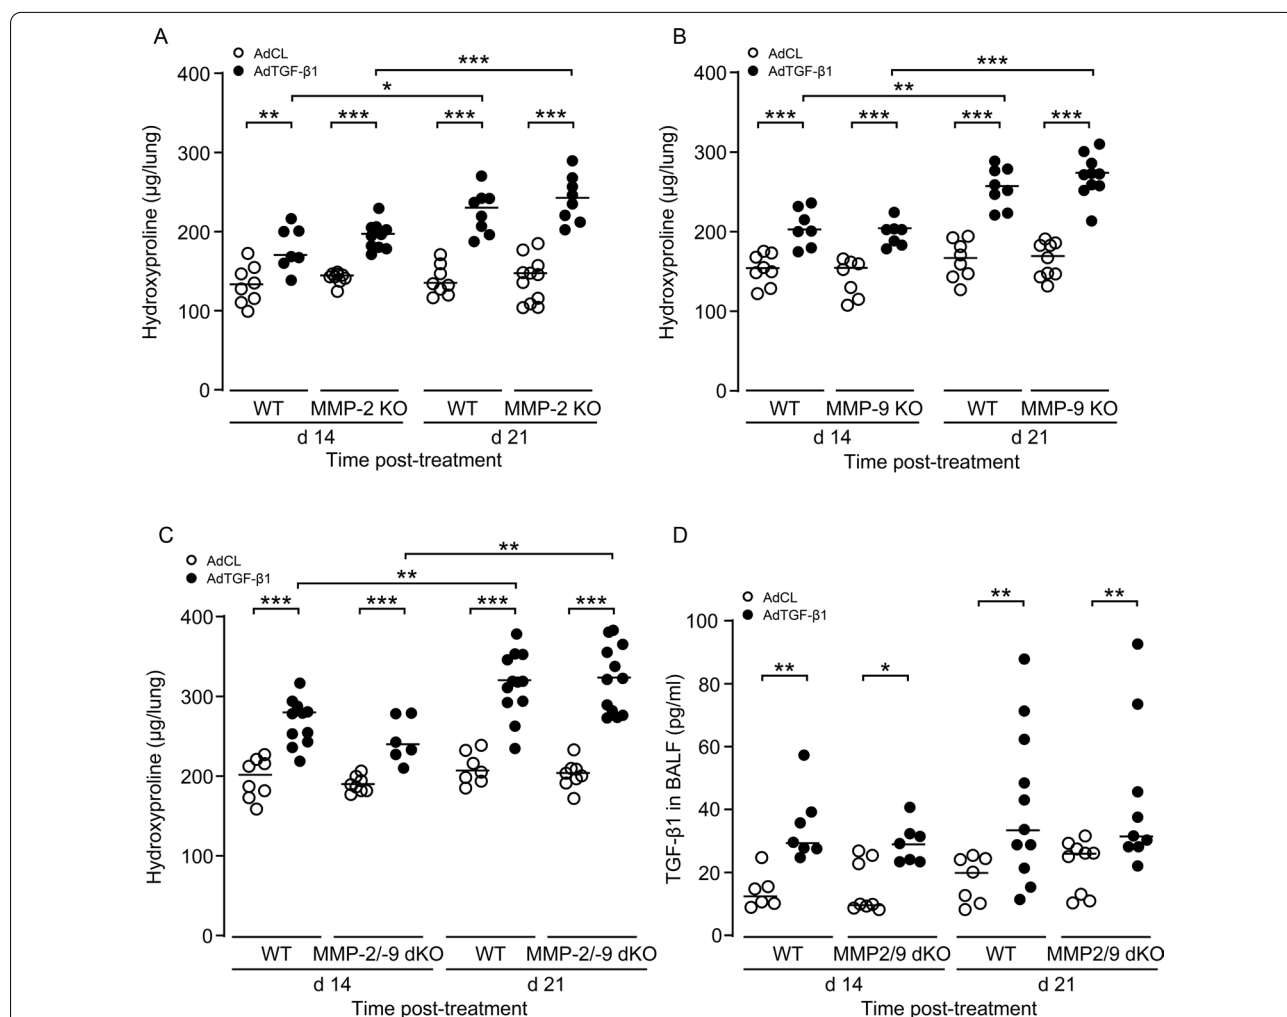 A
AdCL
AdTGF-β1
***
*
** *** *** ***
400
300
200
100
0
Hydroxyproline (µg/lung)
WT MMP-2 KO WT MMP-2 KO
d 14 d 21
Time post-treatment
B
AdCL
AdTGF-β1
***
**
*** *** *** ***
400
300
200
100
0
Hydroxyproline (µg/lung)
WT MMP-9 KO WT MMP-9 KO
d 14 d 21
Time post-treatment
C
AdCL
AdTGF-β1
**
**
*** *** *** ***
400
300
200
100
0
Hydroxyproline (µg/lung)
WT MMP-2/-9 dKO WT MMP-2/-9 dKO
d 14 d 21
Time post-treatment
D
AdCL
AdTGF-β1
** **
** *
100
80
60
40
20
0
TGF-β1 in BALF (pg/ml)
WT MMP2/9 dKO WT MMP2/9 dKO
d 14 d 21
Time post-treatment